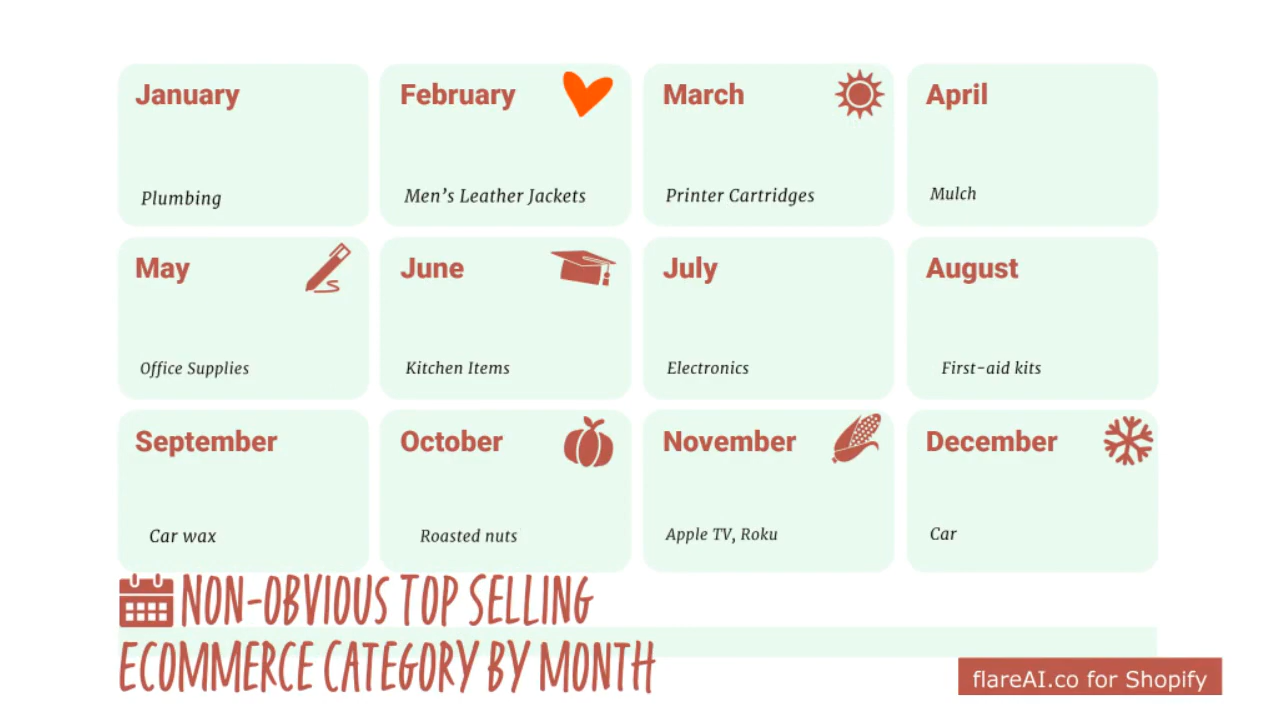 January
Plumbing
February
Men's Leather Jackets
March
Printer Cartridges
April
Mulch
May
Office Supplies
June
Kitchen Items
July
Electronics
August
First-aid kits
September
Car wax
October
Roasted nuts
November
Apple TV, Roku
December
Car
NON-OBVIOUS TOP SELLING
ECOMMERCE CATEGORY BY MONTH
flareAI.co for Shopify